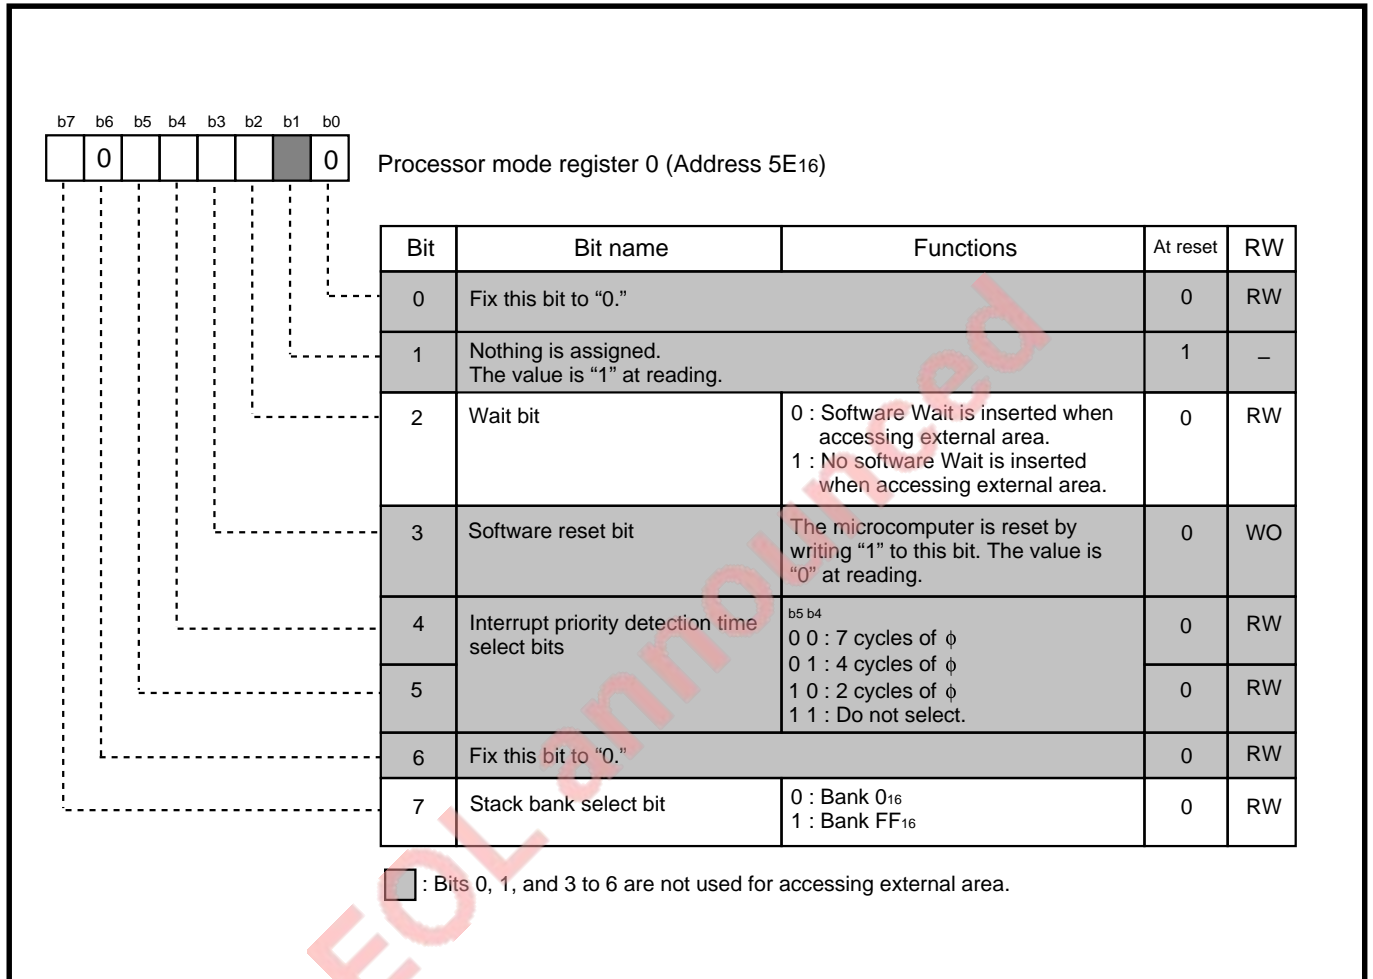 b7 b6 b5 b4 b3 b2 b1 b0
0 0
Processor mode register 0 (Address 5E16)
Bit Bit name Functions At reset RW
0 Fix this bit to “0.” 0 RW
1 Nothing is assigned. 1 –
The value is “1” at reading.
2 Wait bit 0 : Software Wait is inserted when 0 RW
accessing external area.
1 : No software Wait is inserted
when accessing external area.
3 Software reset bit The microcomputer is reset by 0 WO
writing “1” to this bit. The value is
“0” at reading.
4 Interrupt priority detection time b5 b4 0 RW
select bits 0 0 : 7 cycles of ϕ
0 1 : 4 cycles of ϕ
5 1 0 : 2 cycles of ϕ 0 RW
1 1 : Do not select.
6 Fix this bit to “0.” 0 RW
7 Stack bank select bit 0 : Bank 016 0 RW
1 : Bank FF16
: Bits 0, 1, and 3 to 6 are not used for accessing external area.
EOL announced